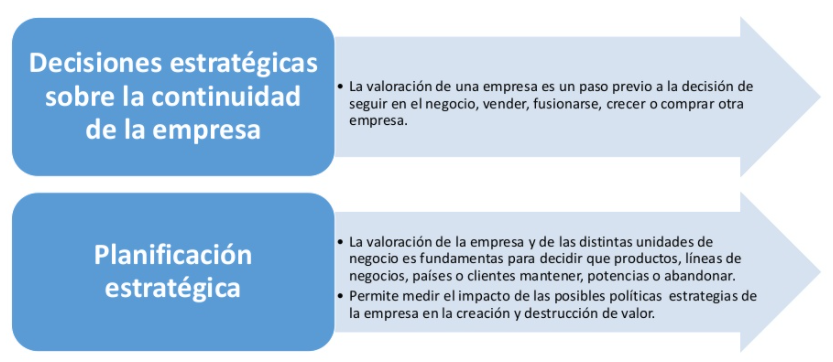 Decisiones estratégicas
sobre la continuidad
de la empresa
• La valoración de una empresa es un paso previo a la decisión de
seguir en el negocio, vender, fusionarse, crecer o comprar otra
empresa.
Planificación
estratégica
• La valoración de la empresa y de las distintas unidades de
negocio es fundamentas para decidir que productos, líneas de
negocios, países o clientes mantener, potencias o abandonar.
• Permite medir el impacto de las posibles políticas estrategias de
la empresa en la creación y destrucción de valor.